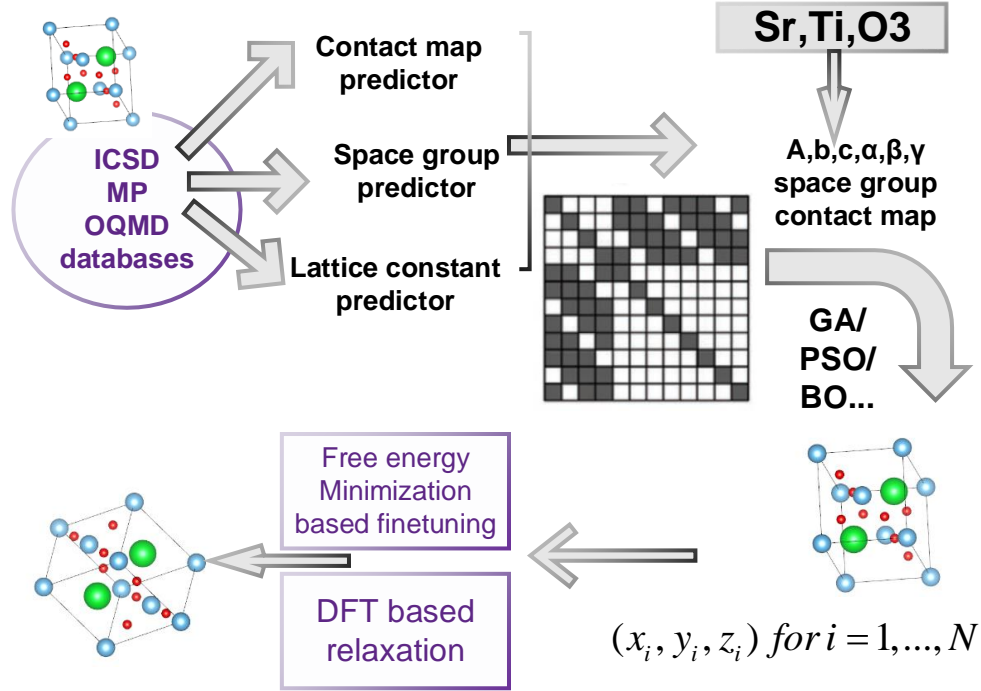 Contact map
predictor
Sr,Ti,O3
ICSD
MP
OQMD
databases
Space group
predictor
A,b,c,α,β,γ
space group
contact map
Lattice constant
predictor
GA/
PSO/
BO...
Free energy
Minimization
based finetuning
DFT based
relaxation
(x_i, y_i, z_i) for i = 1,..., N